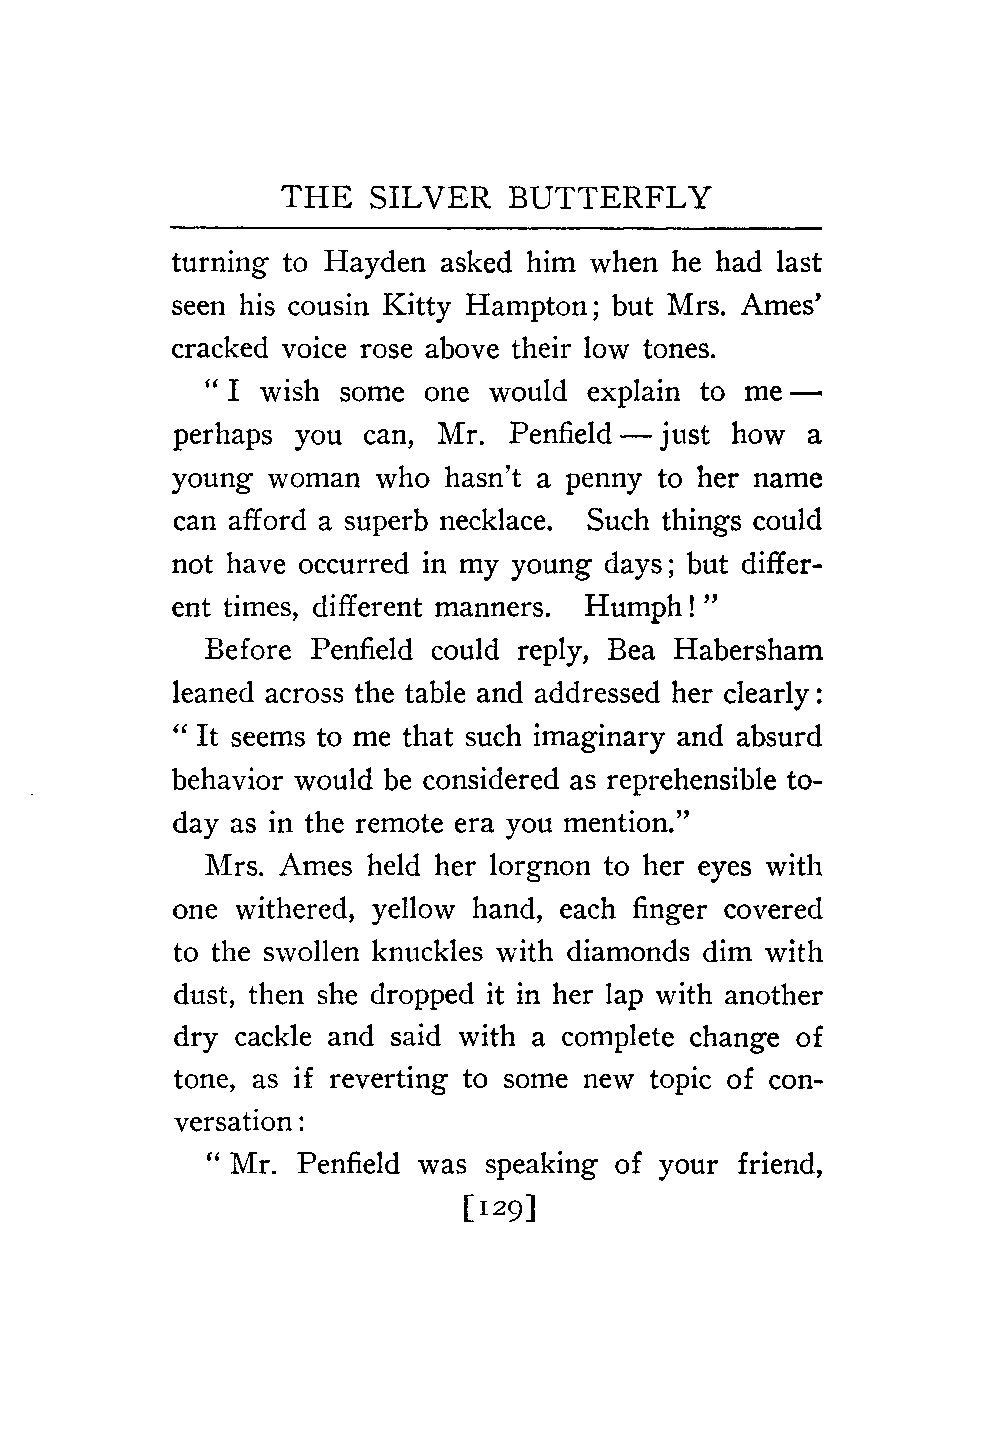 THE SILVER BUTTERFLY
turning to Hayden asked him when he had last
seen his cousin Kitty Hampton; but Mrs. Ames'
cracked voice rose above their low tones.
" I wish some one would explain to me —
perhaps you can, Mr. Penfield — just how a
young woman who hasn't a penny to her name
can afford a superb necklace. Such things could
not have occurred in my young days; but differ-
ent times, different manners. Humph! "
Before Penfield could reply, Bea Habersham
leaned across the table and addressed her clearly:
" It seems to me that such imaginary and absurd
behavior would be considered as reprehensible to-
day as in the remote era you mention."
Mrs. Ames held her lorgnon to her eyes with
one withered, yellow hand, each finger covered
to the swollen knuckles with diamonds dim with
dust, then she dropped it in her lap with another
dry cackle and said with a complete change of
tone, as if reverting to some new topic of con-
versation:
" Mr. Penfield was speaking of your friend,
[129]